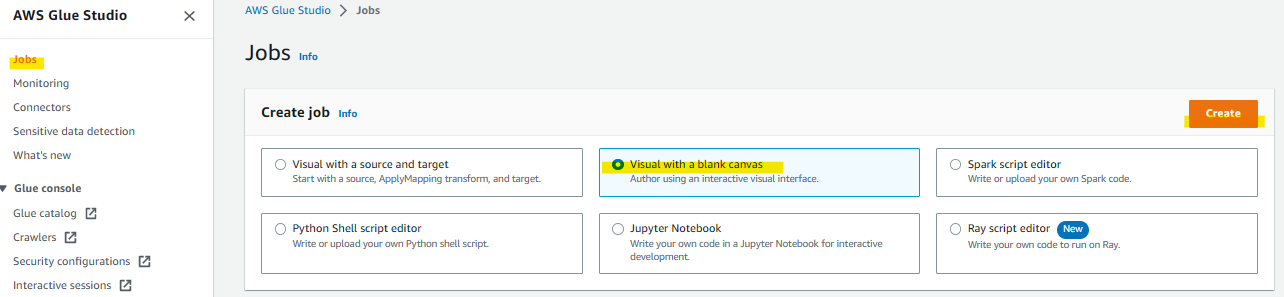 AWS Glue Studio
Jobs
Monitoring
Connectors
Sensitive data detection
What's new
Glue console
Glue catalog
Crawlers
Security configurations
Interactive sessions
AWS Glue Studio > Jobs
Jobs Info
Create job Info
Create
Visual with a source and target
Start with a source, ApplyMapping transform, and target.
Visual with a blank canvas
Author using an interactive visual interface.
Spark script editor
Write or upload your own Spark code.
Python Shell script editor
Write or upload your own Python shell script.
Jupyter Notebook
Write your own code in a Jupyter Notebook for interactive
development.
Ray script editor New
Write your own code to run on Ray.